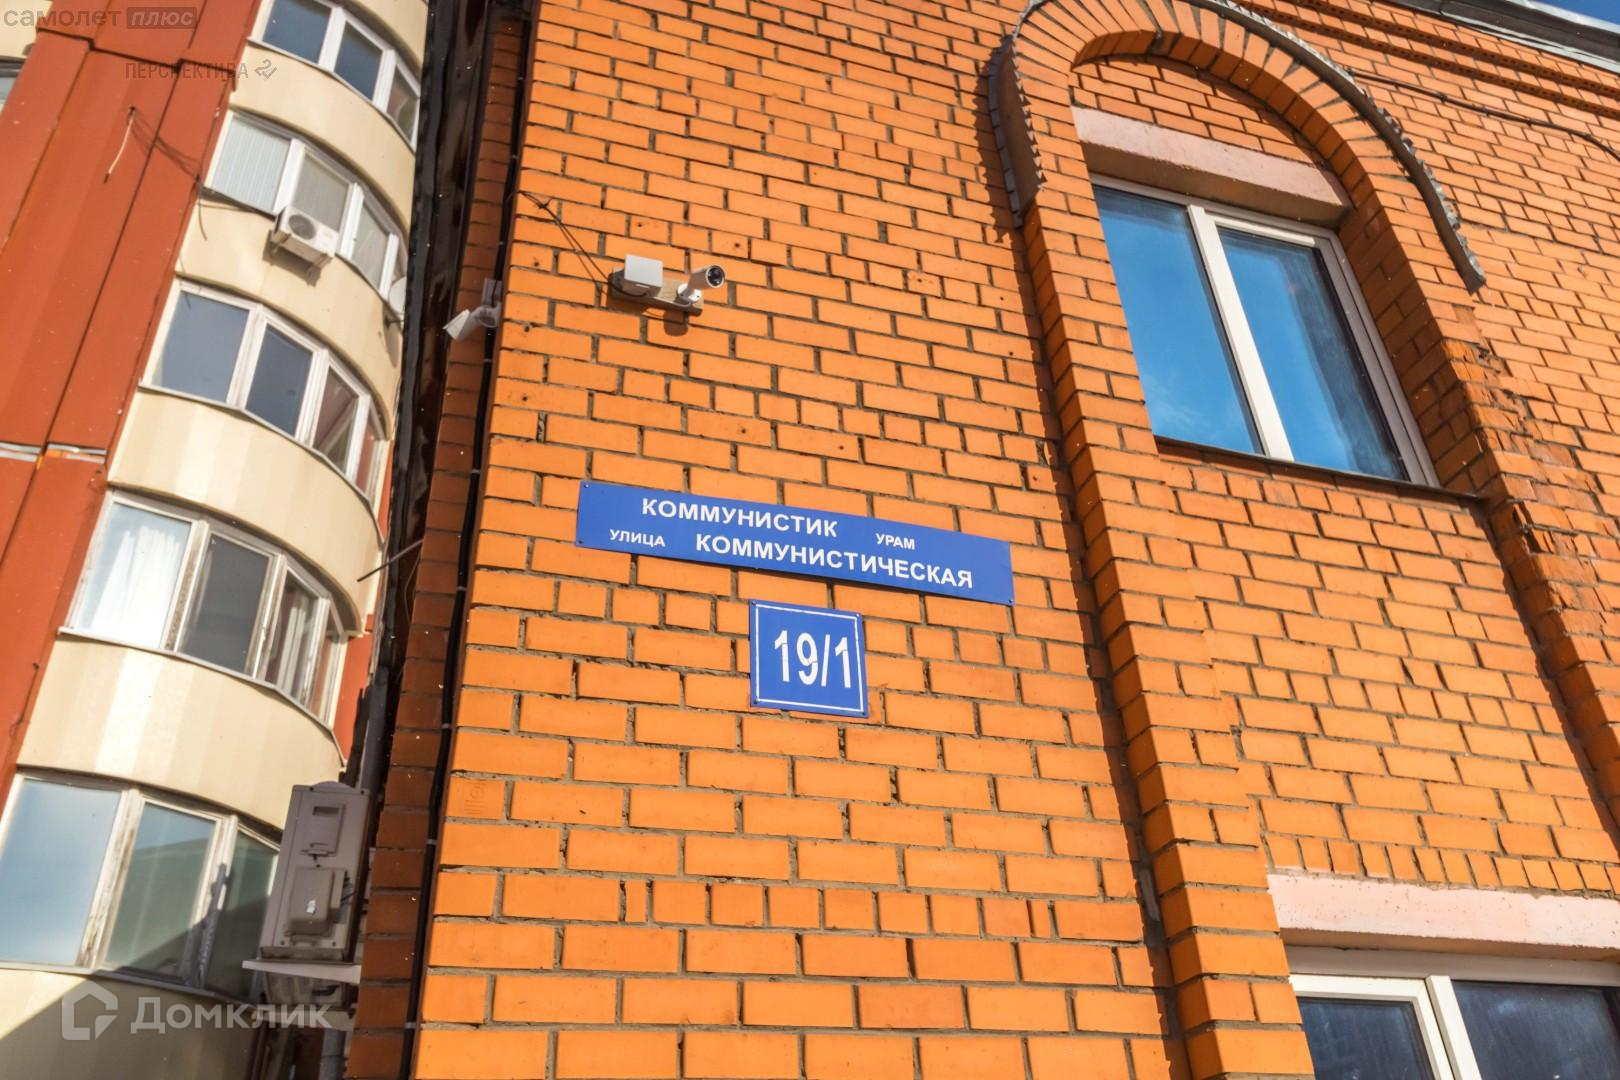 самолет плюс
ПЕРСПЕКТИВА
КОММУНИСТИК УРАМ
УЛИЦА КОММУНИСТИЧЕСКАЯ
19/1
Домклик